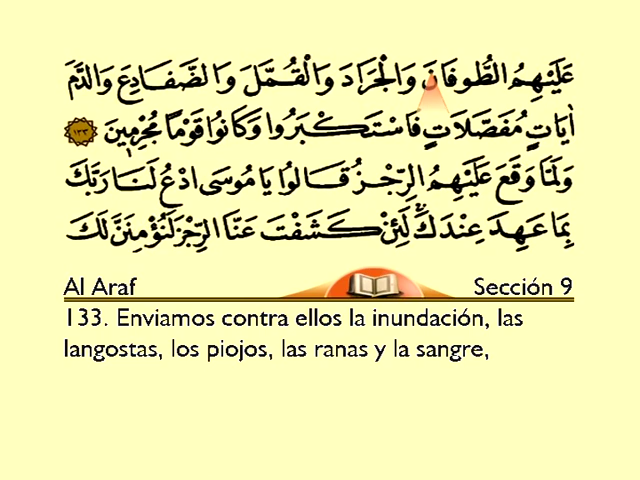 عَلَيْهِمُ الطُّوفَانَ وَالْجَرَادَ وَالْقُمَّلَ وَالضَّفَادِعَ وَالدَّمَ
اٰيَاتٍ مُفَصَّلَاتٍ فَاسْتَكْبَرُوا وَكَانُوا قَوْمًا مُجْرِمِينَ ١٣٣
وَلَمَّا وَقَعَ عَلَيْهِمُ الرِّجْزُ قَالُوا يَا مُوسَى ادْعُ لَنَا رَبَّكَ
بِمَا عَهِدَ عِنْدَكَ لَئِنْ كَشَفْتَ عَنَّا الرِّجْزَ لَنُؤْمِنَنَّ لَكَ
Al Araf Sección 9
133. Enviamos contra ellos la inundación, las
langostas, los piojos, las ranas y la sangre,